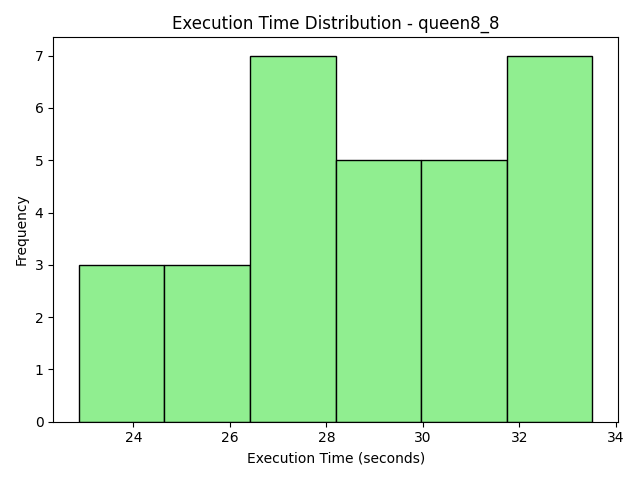 Execution Time Distribution - queen8_8
Frequency
7
6
5
4
3
2
1
0
24 26 28 30 32 34
Execution Time (seconds)